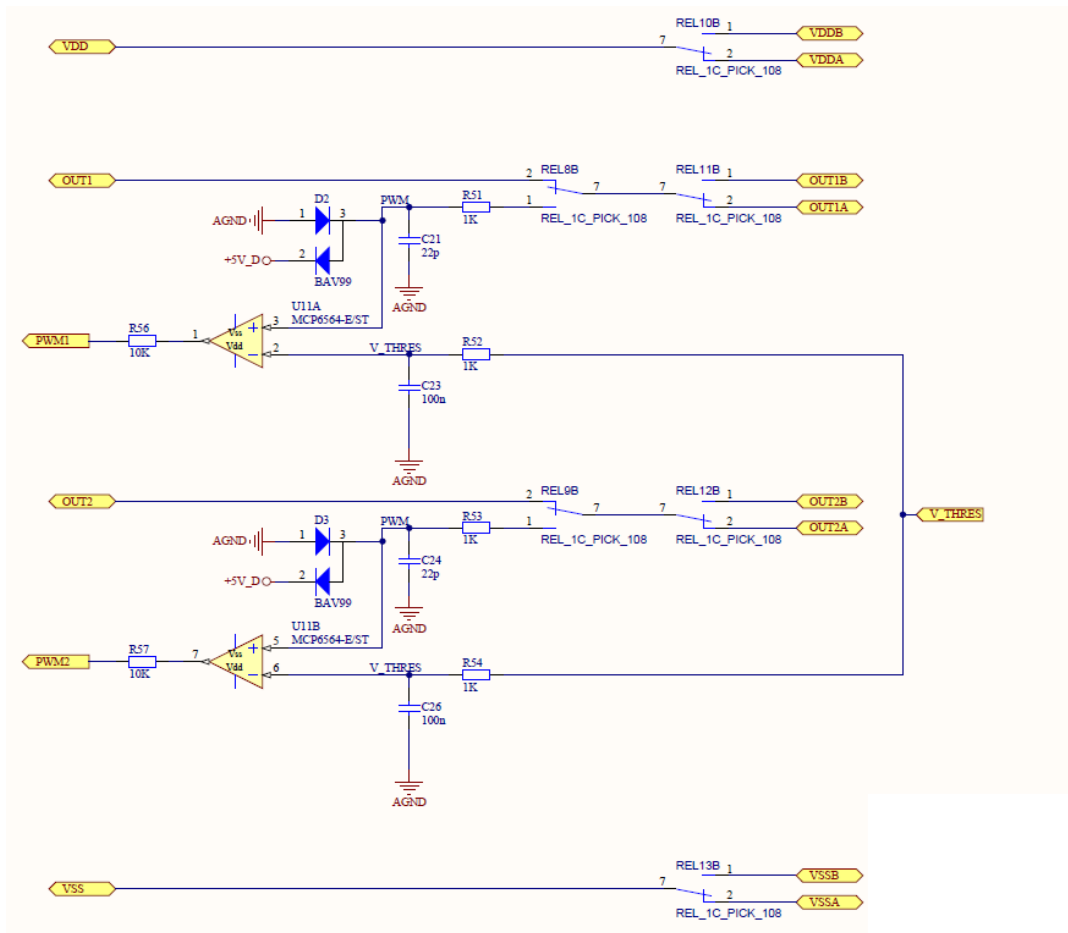 REL10B
1
VDDB
VDD
7
2
VDDA
REL_1C_PICK_108
REL8B
REL11B
OUT1
2
7
7
1
OUT1B
D2
PWM
R51
1
2
OUT1A
AGND
1
3
1K
REL_1C_PICK_108
REL_1C_PICK_108
C21
22p
+5V_D
2
BAV99
AGND
U11A
MCP6564-E/ST
3
R56
Vss
+
PWM1
1
Vdd
−
2
V_THRES
R52
10K
1K
C23
100n
AGND
REL9B
REL12B
OUT2
2
7
7
1
OUT2B
D3
PWM
R53
1
2
OUT2A
V_THRES
AGND
1
3
1K
REL_1C_PICK_108
REL_1C_PICK_108
C24
22p
+5V_D
2
BAV99
AGND
U11B
MCP6564-E/ST
5
R57
Vss
+
PWM2
7
Vdd
−
6
V_THRES
R54
10K
1K
C26
100n
AGND
REL13B
1
VSSB
VSS
7
2
VSSA
REL_1C_PICK_108